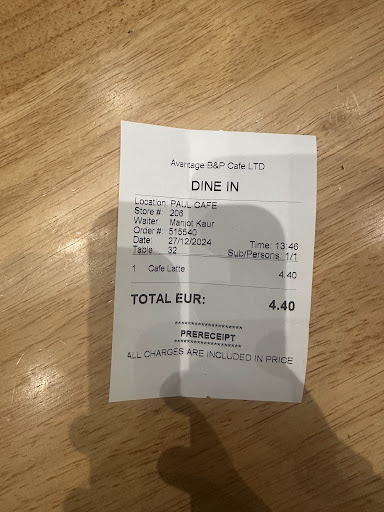 Avantage B&P Cafe LTD
DINE IN
Location: PAUL CAFE
Store #: 206
Waiter: Manjot Kaur
Order #: 515540
Date: 27/12/2024 Time: 13:46
Table: 32 Sub/Persons: 1/1
1 Cafe Latte 4.40
TOTAL EUR: 4.40
********************
PRERECEIPT
********************
ALL CHARGES ARE INCLUDED IN PRICE